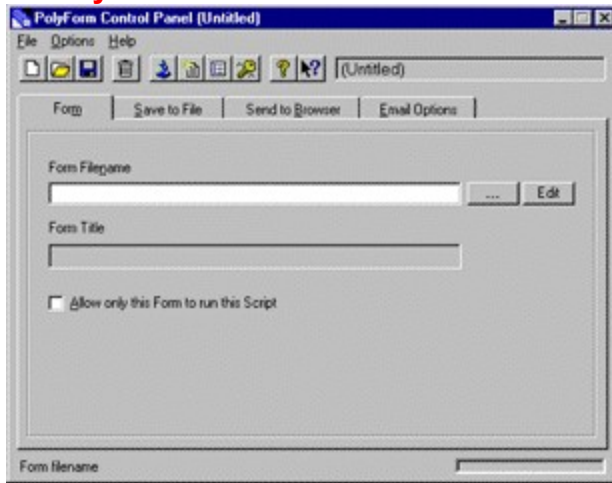 PolyForm Control Panel (Untitled)
File Options Help
(Untitled)
Form Save to File Send to Browser Email Options
Form Filename
... Edit
Form Title
Allow only this Form to run this Script
Form filename